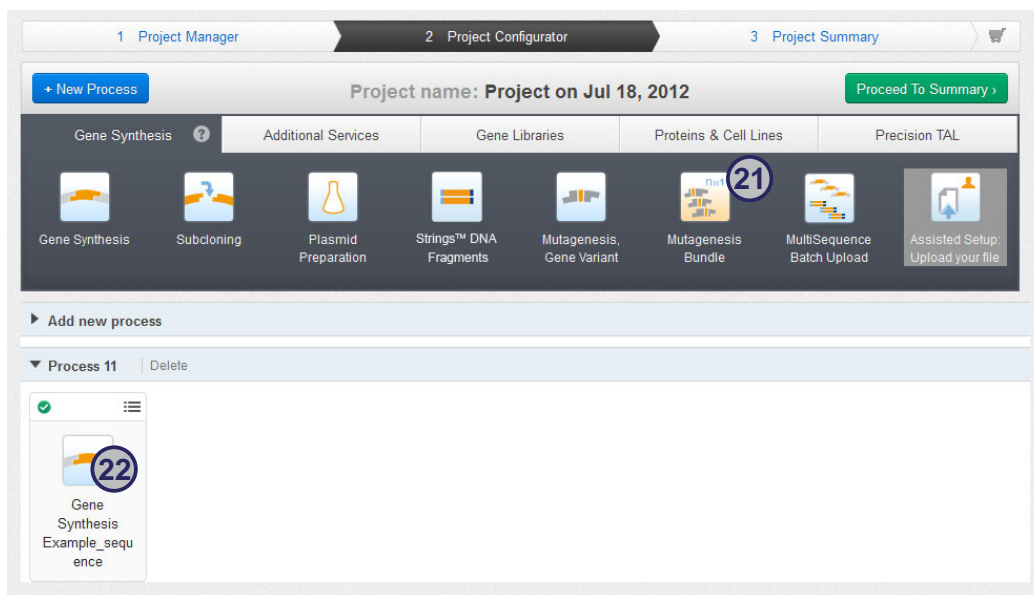 1 Project Manager 2 Project Configurator 3 Project Summary
+ New Process Project name: Project on Jul 18, 2012 Proceed To Summary ›
Gene Synthesis ? Additional Services Gene Libraries Proteins & Cell Lines Precision TAL
n in 1 21
Gene Synthesis Subcloning Plasmid Strings™ DNA Mutagenesis, Mutagenesis MultiSequence Assisted Setup:
Preparation Fragments Gene Variant Bundle Batch Upload Upload your file
Add new process
Process 11 Delete
22
Gene
Synthesis
Example_sequ
ence